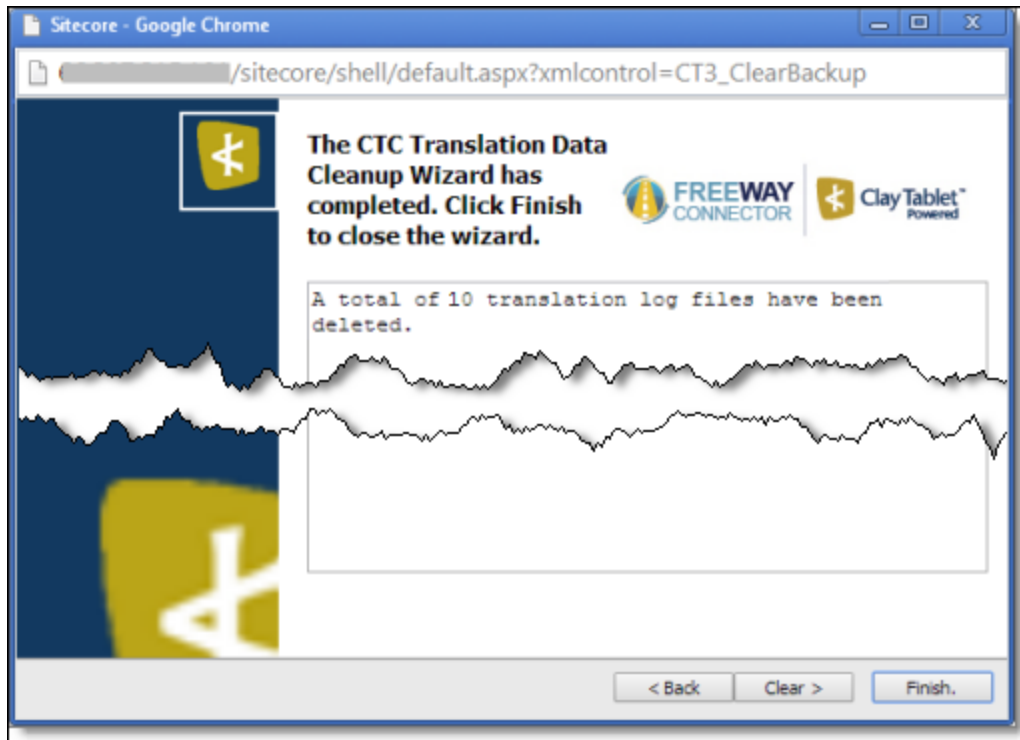 Sitecore - Google Chrome
/sitecore/shell/default.aspx?xmlcontrol=CT3_ClearBackup
The CTC Translation Data
Cleanup Wizard has
completed. Click Finish
to close the wizard.
FREEWAY
CONNECTOR
Clay Tablet™
Powered
A total of 10 translation log files have been
deleted.
< Back
Clear >
Finish.